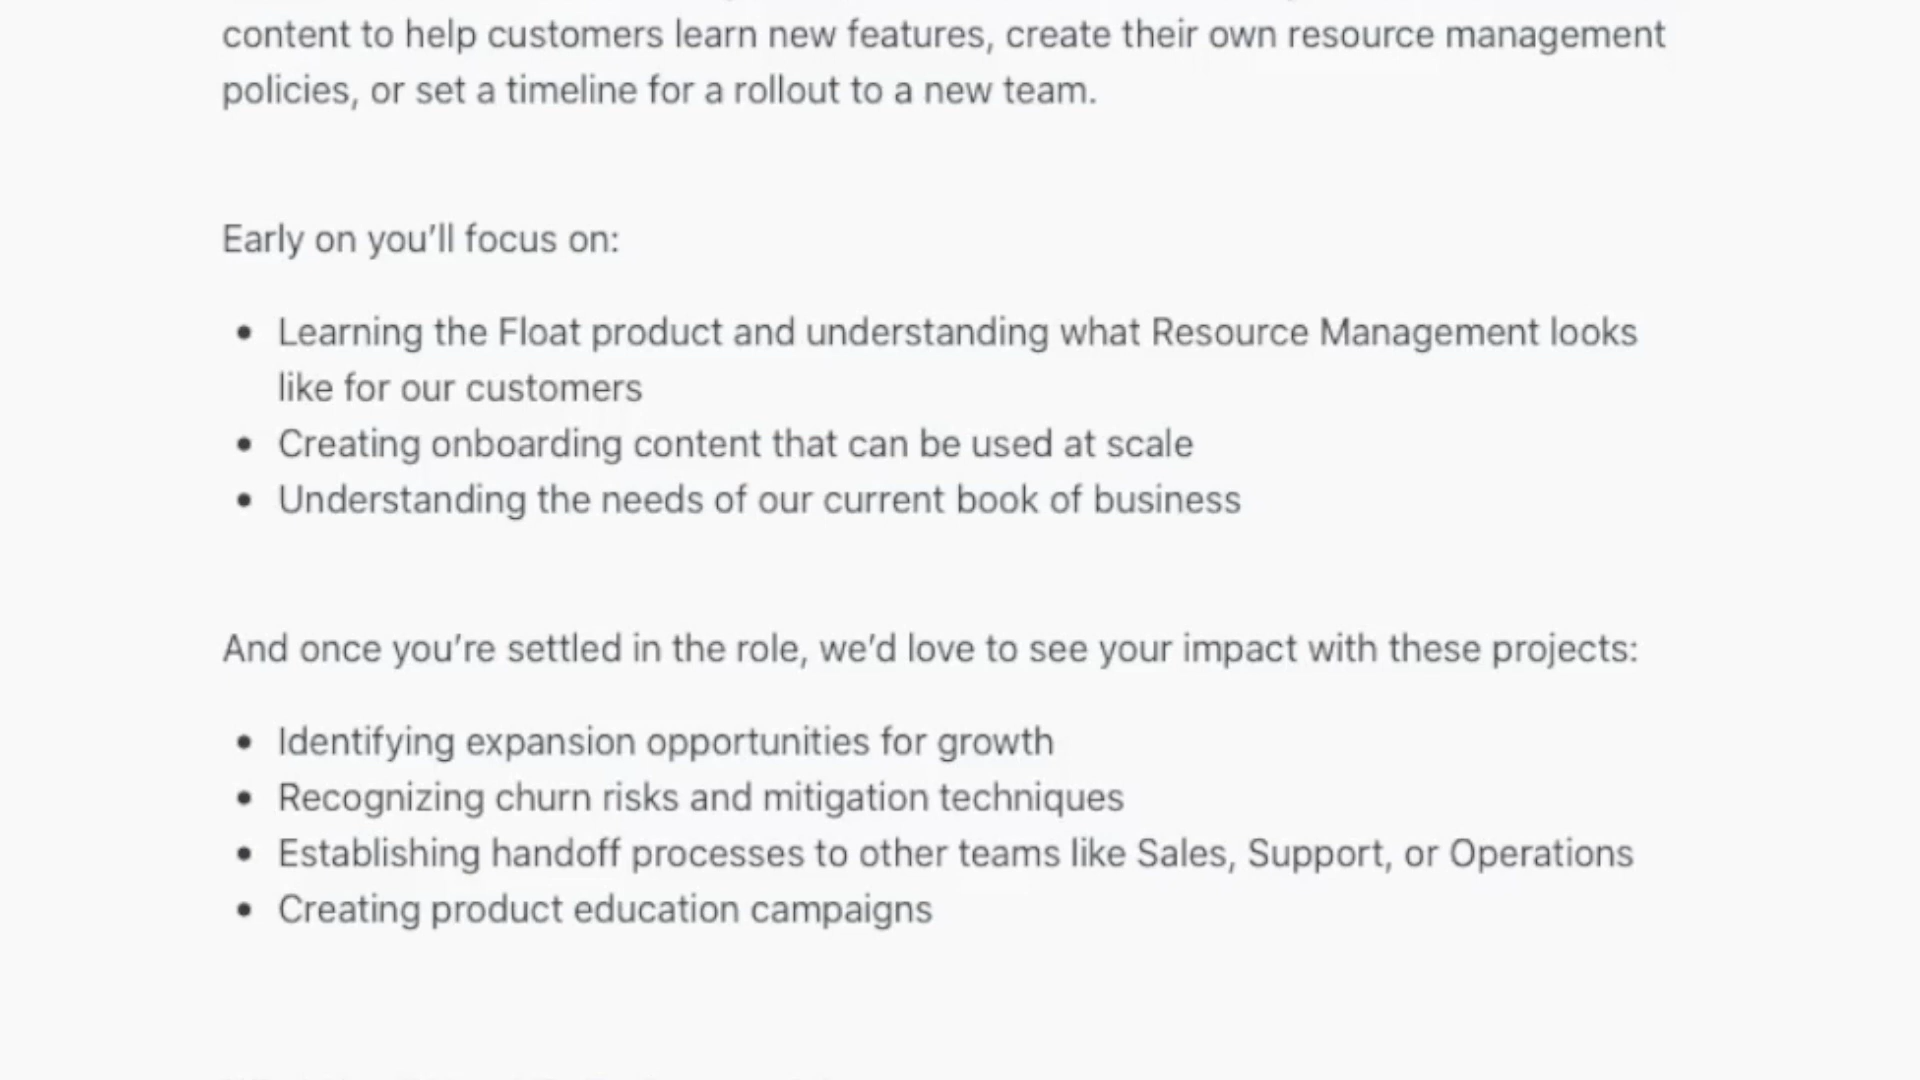 content to help customers learn new features, create their own resource management
policies, or set a timeline for a rollout to a new team.
Early on you’ll focus on:
• Learning the Float product and understanding what Resource Management looks
like for our customers
• Creating onboarding content that can be used at scale
• Understanding the needs of our current book of business
And once you’re settled in the role, we’d love to see your impact with these projects:
• Identifying expansion opportunities for growth
• Recognizing churn risks and mitigation techniques
• Establishing handoff processes to other teams like Sales, Support, or Operations
• Creating product education campaigns